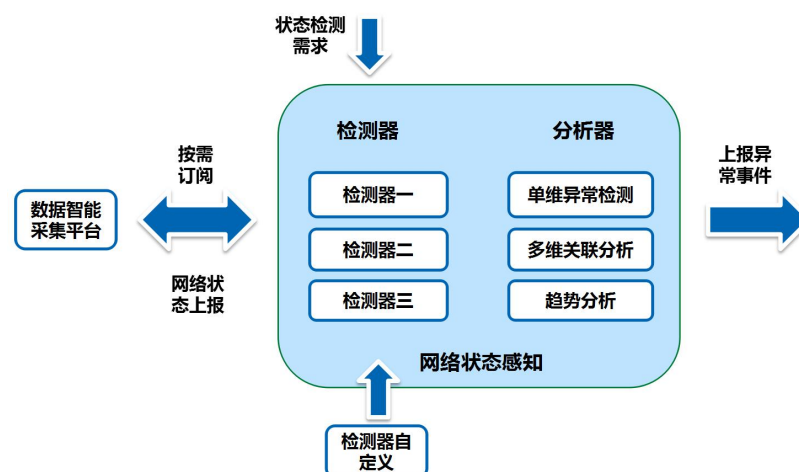 状态检测
需求
检测器
分析器
按需
订阅
上报异
常事件
检测器一
单维异常检测
数据智能
采集平台
检测器二
多维关联分析
网络状
态上报
检测器三
趋势分析
网络状态感知
检测器自
定义